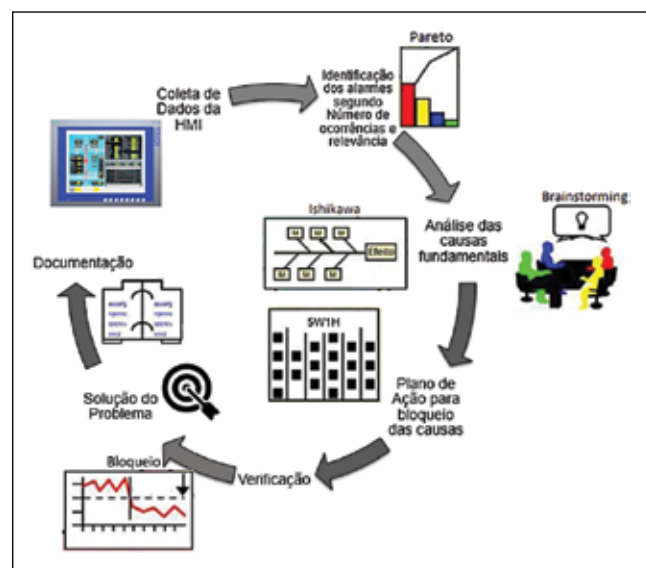 Pareto
Coleta de
Dados da
HMI
Identificação
dos alarmes
segundo
Número de
ocorrências e
relevância
Brainstorming
Ishikawa
M
M
M
Efeito
M
M
M
Análise das
causas
fundamentais
5W1H
Plano de
Ação para
bloqueio
das causas
Verificação
Bloqueio
Solução do
Problema
Documentação